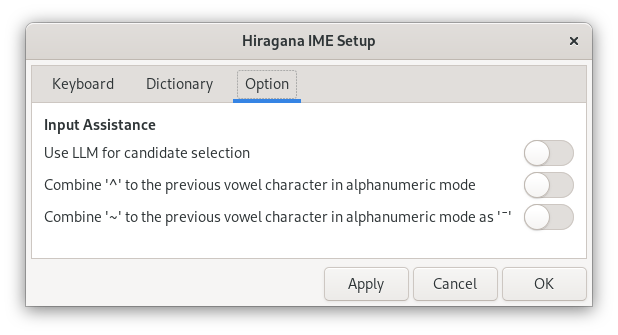 Hiragana IME Setup
Keyboard Dictionary Option
Input Assistance
Use LLM for candidate selection
Combine '^' to the previous vowel character in alphanumeric mode
Combine '~' to the previous vowel character in alphanumeric mode as '¯'
Apply Cancel OK